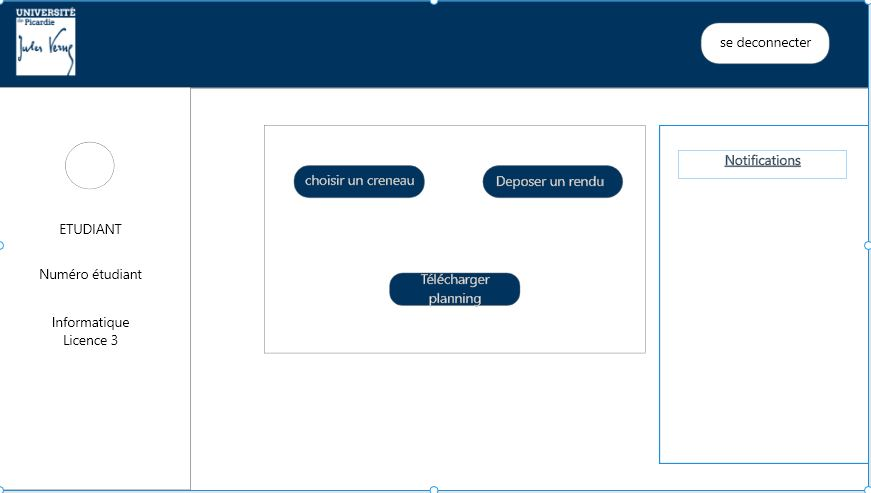 UNIVERSITÉ
de Picardie
Jules Verne
se deconnecter
ETUDIANT
Numéro étudiant
Informatique
Licence 3
choisir un creneau
Deposer un rendu
Télécharger
planning
Notifications